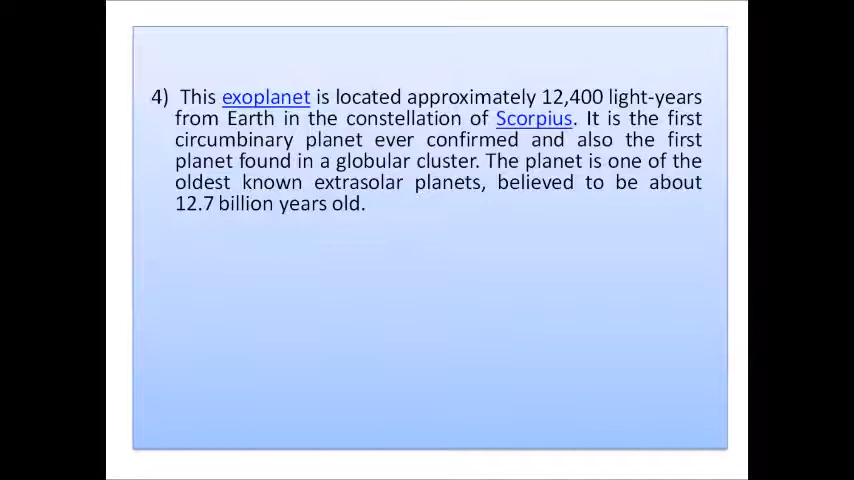 4) This exoplanet is located approximately 12,400 light-years
from Earth in the constellation of Scorpius. It is the first
circumbinary planet ever confirmed and also the first
planet found in a globular cluster. The planet is one of the
oldest known extrasolar planets, believed to be about
12.7 billion years old.